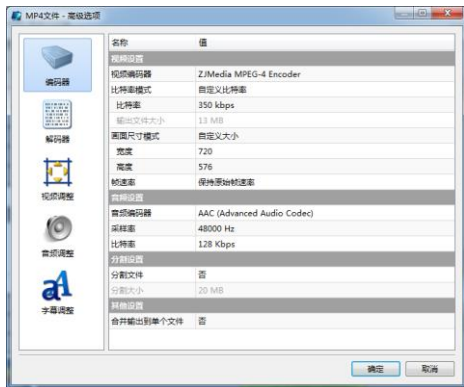 MP4文件 - 高级选项
编码器
解码器
视频调整
音频调整
字幕调整
名称 值
视频设置
视频编码器 ZJMedia MPEG-4 Encoder
比特率模式 自定义比特率
比特率 350 kbps
输出文件大小 13 MB
画面尺寸模式 自定义大小
宽度 720
高度 576
帧速率 保持原始帧速率
音频设置
音频编码器 AAC (Advanced Audio Codec)
采样率 48000 Hz
比特率 128 Kbps
分割设置
分割文件 否
分割大小 20 MB
其他设置
合并输出到单个文件 否
确定 取消